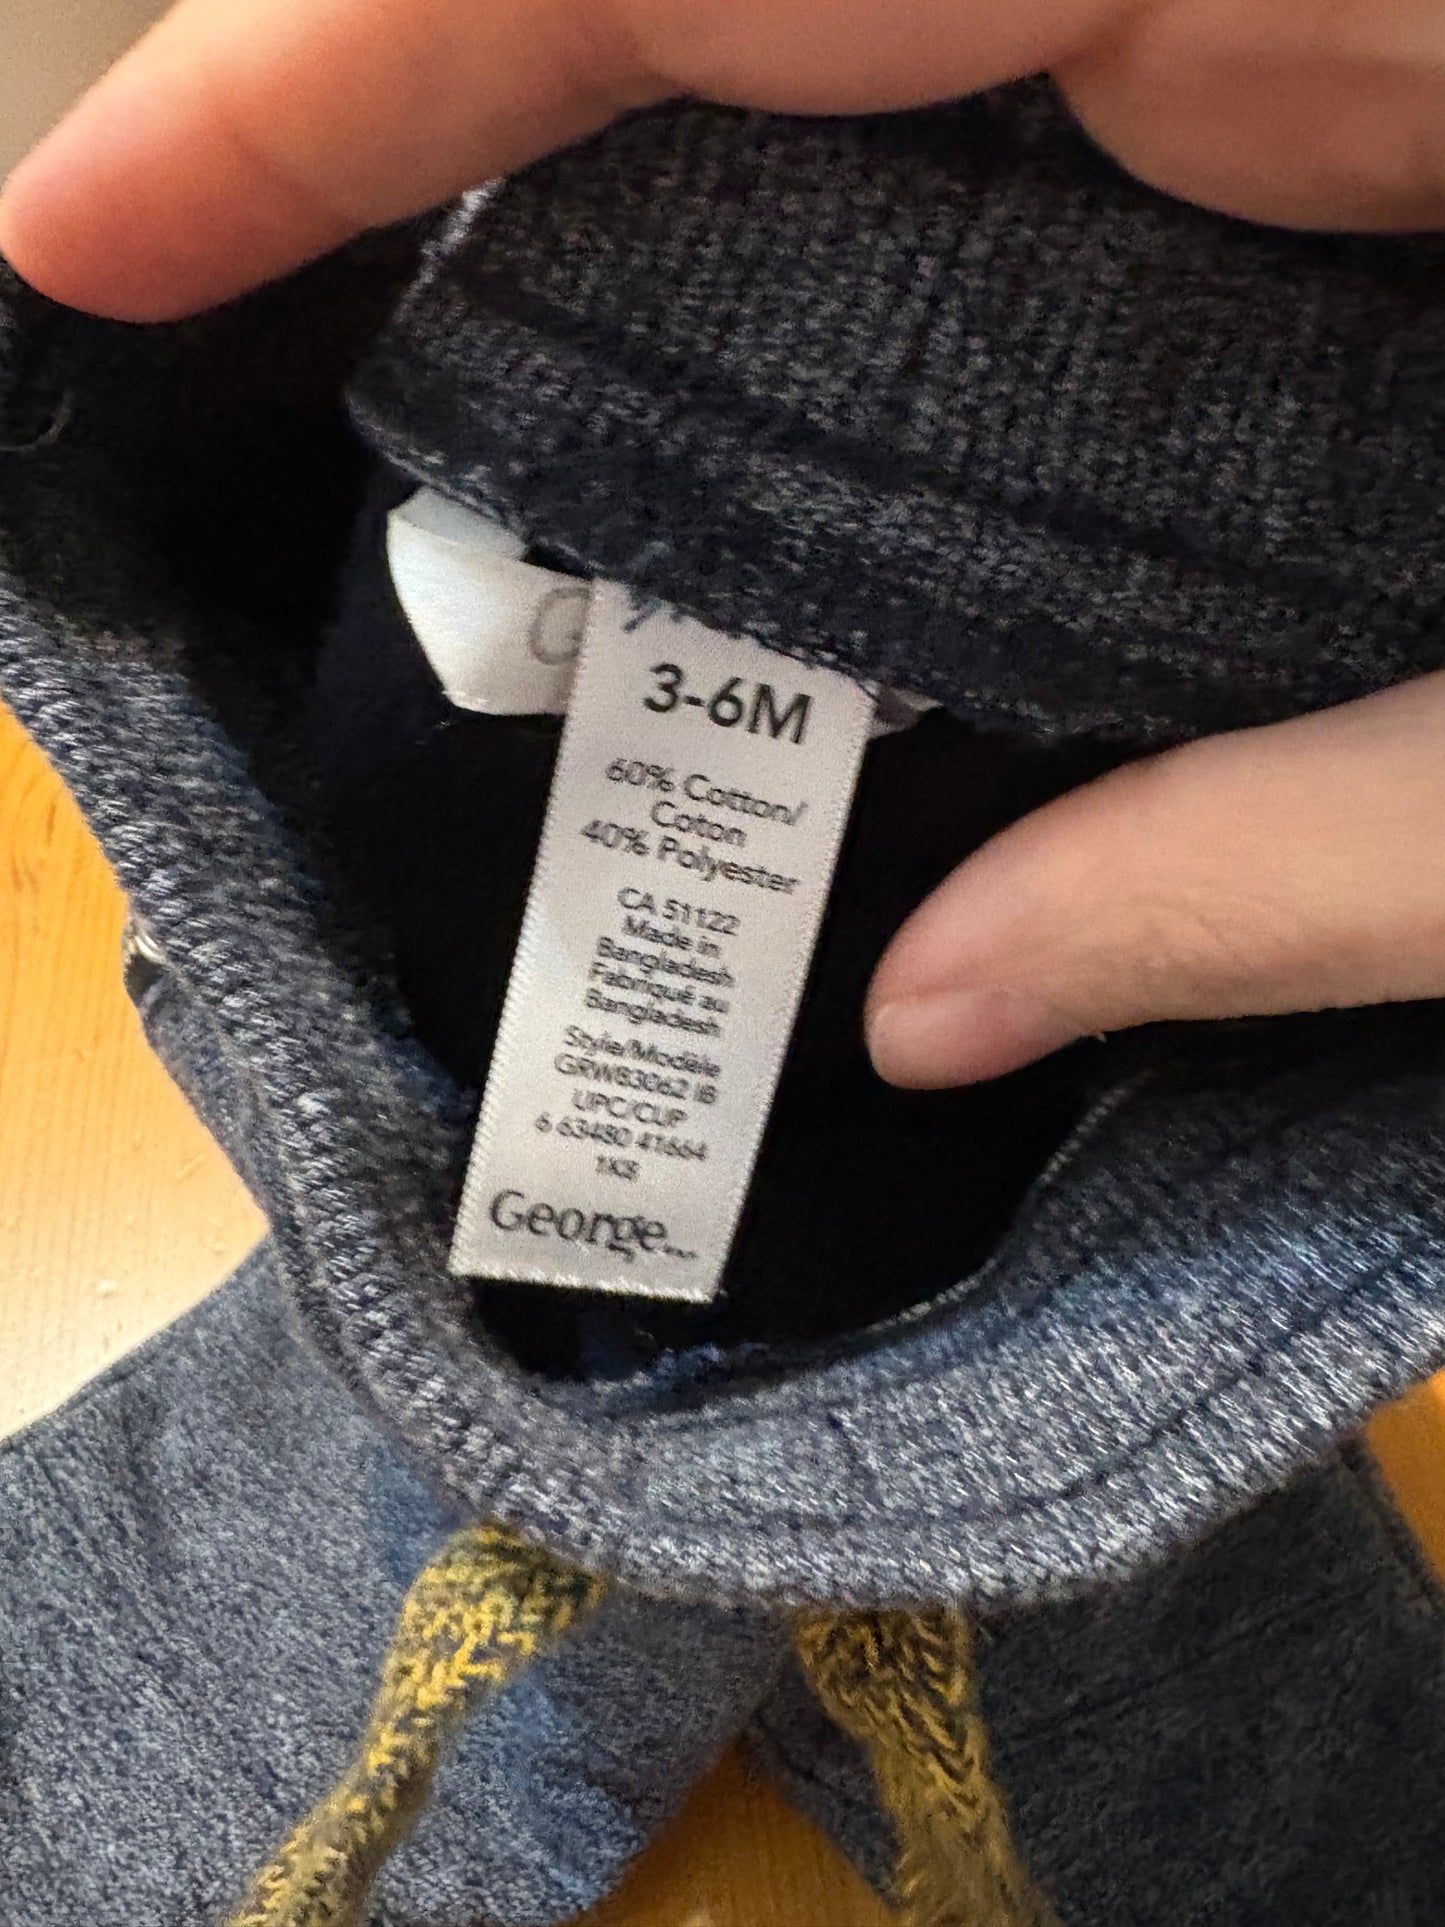 G
3-6M
60% Cotton/
Coton
40% Polyester
CA 51122
Made in
Bangladesh
Fabriqué au
Bangladesh
Style/Modèle
GRW83062 IB
UPC/CUP
6 63480 41664
1K8
George